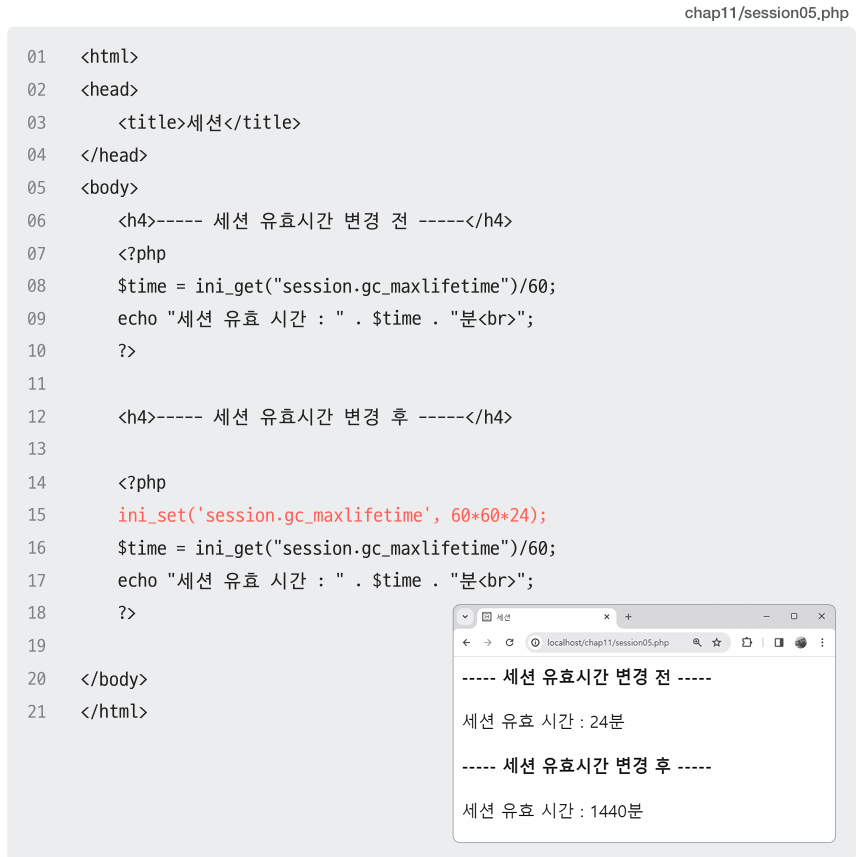 chap11/session05.php
01 <html>
02 <head>
03 <title>세션</title>
04 </head>
05 <body>
06 <h4>----- 세션 유효시간 변경 전 -----</h4>
07 <?php
08 $time = ini_get("session.gc_maxlifetime")/60;
09 echo "세션 유효 시간 : " . $time . "분<br>";
10 ?>
11
12 <h4>----- 세션 유효시간 변경 후 -----</h4>
13
14 <?php
15 ini_set('session.gc_maxlifetime', 60*60*24);
16 $time = ini_get("session.gc_maxlifetime")/60;
17 echo "세션 유효 시간 : " . $time . "분<br>";
18 ?>
19
20 </body>
21 </html>
세션
localhost/chap11/session05.php
----- 세션 유효시간 변경 전 -----
세션 유효 시간 : 24분
----- 세션 유효시간 변경 후 -----
세션 유효 시간 : 1440분